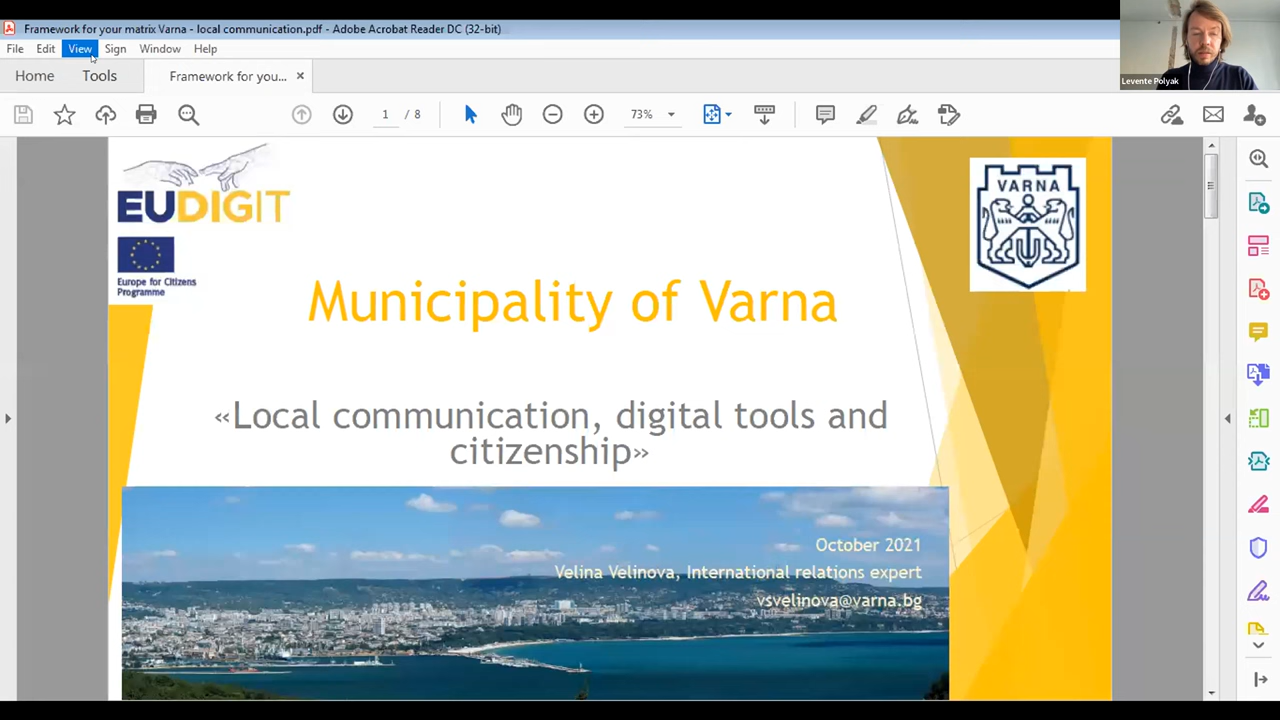 Framework for your matrix Varna - local communication.pdf - Adobe Acrobat Reader DC (32-bit)
File Edit View Sign Window Help
Home Tools Framework for you... ×
1 / 8 73%
Levente Polyak
EUDIGIT
Europe for Citizens
Programme
VARNA
Municipality of Varna
«Local communication, digital tools and
citizenship»
October 2021
Velina Velinova, International relations expert
vsvelinova@varna.bg